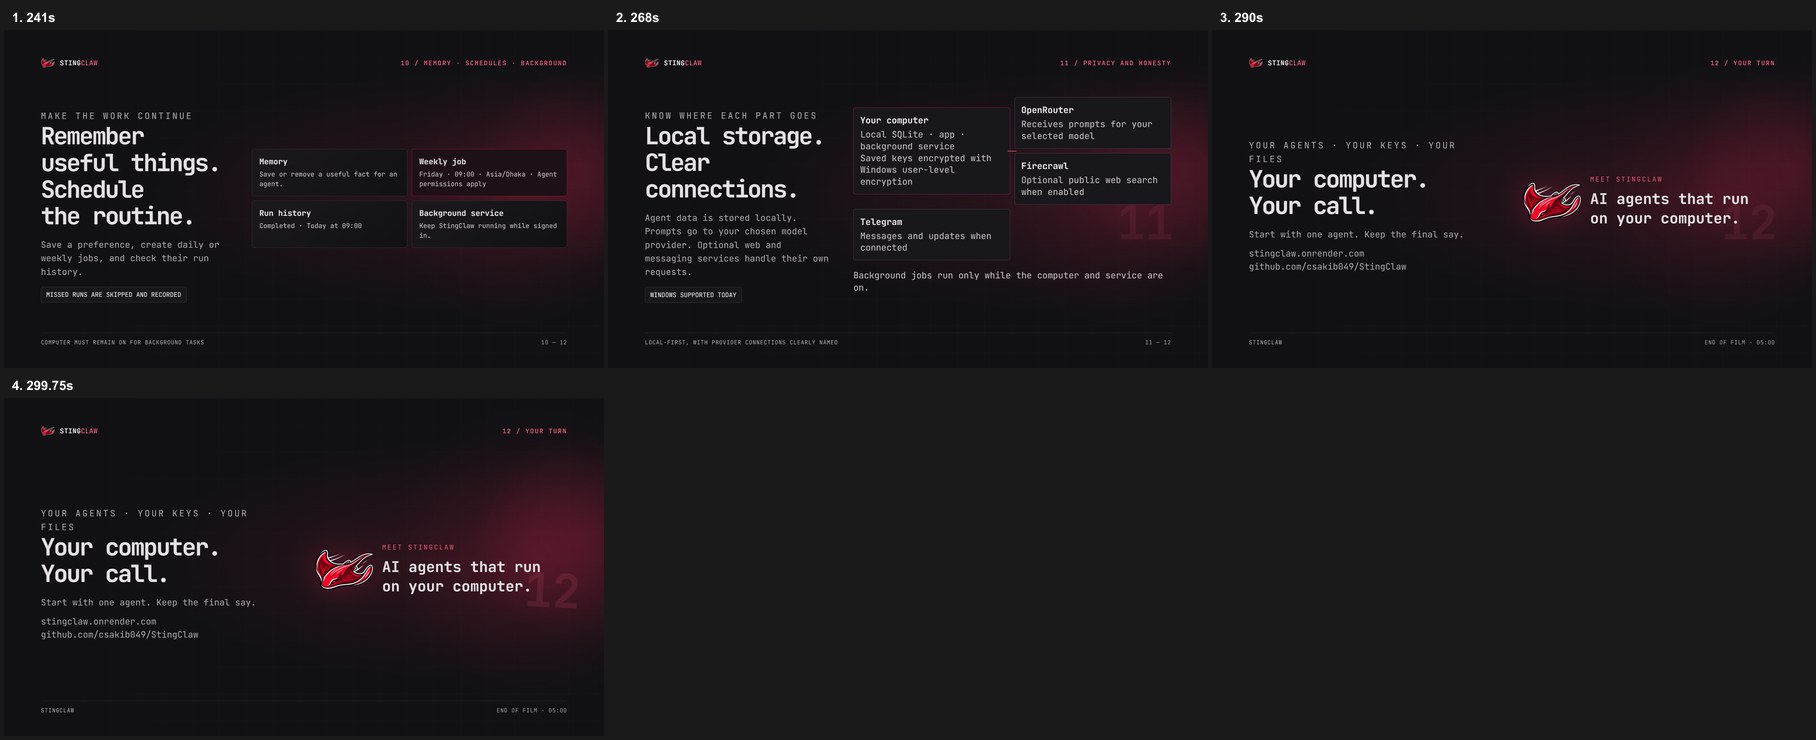 1. 241s
STINGCLAW
10 / MEMORY · SCHEDULES · BACKGROUND
MAKE THE WORK CONTINUE
Remember
useful things.
Schedule
the routine.
Save a preference, create daily or
weekly jobs, and check their run
history.
MISSED RUNS ARE SKIPPED AND RECORDED
Memory
Save or remove a useful fact for an
agent.
Weekly job
Friday · 09:00 · Asia/Dhaka · Agent
permissions apply
Run history
Completed · Today at 09:00
Background service
Keep StingClaw running while signed
in.
COMPUTER MUST REMAIN ON FOR BACKGROUND TASKS
10 — 12
2. 268s
STINGCLAW
11 / PRIVACY AND HONESTY
KNOW WHERE EACH PART GOES
Local storage.
Clear
connections.
Agent data is stored locally.
Prompts go to your chosen model
provider. Optional web and
messaging services handle their own
requests.
WINDOWS SUPPORTED TODAY
Your computer
Local SQLite · app ·
background service
Saved keys encrypted with
Windows user-level
encryption
OpenRouter
Receives prompts for your
selected model
Firecrawl
Optional public web search
when enabled
Telegram
Messages and updates when
connected
11
Background jobs run only while the computer and service are
on.
LOCAL-FIRST, WITH PROVIDER CONNECTIONS CLEARLY NAMED
11 — 12
3. 290s
STINGCLAW
12 / YOUR TURN
YOUR AGENTS · YOUR KEYS · YOUR
FILES
Your computer.
Your call.
Start with one agent. Keep the final say.
stingclaw.onrender.com
github.com/csakib049/StingClaw
MEET STINGCLAW
AI agents that run
on your computer.
12
STINGCLAW
END OF FILM · 05:00
4. 299.75s
STINGCLAW
12 / YOUR TURN
YOUR AGENTS · YOUR KEYS · YOUR
FILES
Your computer.
Your call.
Start with one agent. Keep the final say.
stingclaw.onrender.com
github.com/csakib049/StingClaw
MEET STINGCLAW
AI agents that run
on your computer.
12
STINGCLAW
END OF FILM · 05:00